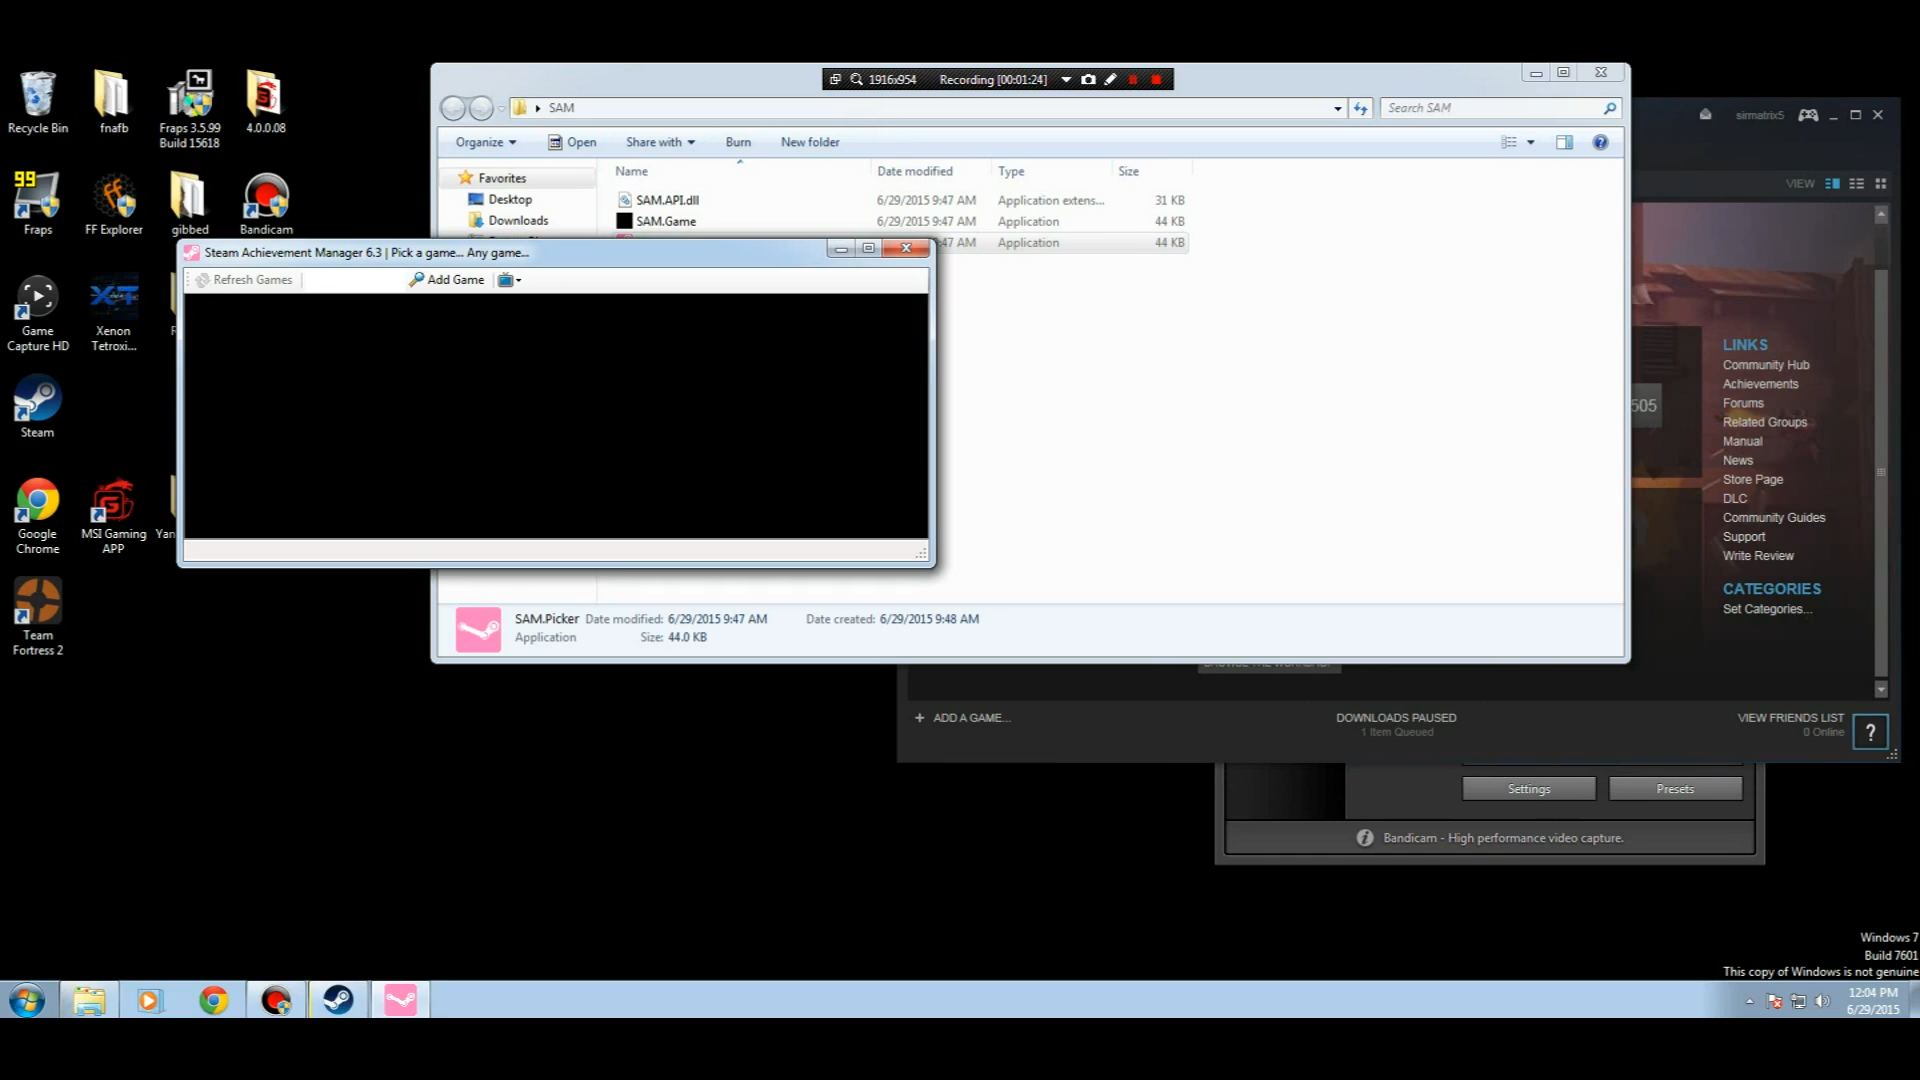 Recycle Bin
fnafb
Fraps 3.5.99
Build 15618
4.0.0.08
99
Fraps
FF Explorer
gibbed
Bandicam
Game
Capture HD
XT
Xenon
Tetroxi...
Steam
Google
Chrome
MSI Gaming
APP
Yan
Team
Fortress 2
1916x954
Recording [00:01:24]
SAM
Search SAM
Organize
Open
Share with
Burn
New folder
Favorites
Desktop
Downloads
Name
Date modified
Type
Size
SAM.API.dll
6/29/2015 9:47 AM
Application extens...
31 KB
SAM.Game
6/29/2015 9:47 AM
Application
44 KB
:47 AM
Application
44 KB
Steam Achievement Manager 6.3 | Pick a game... Any game...
Refresh Games
Add Game
SAM.Picker
Date modified: 6/29/2015 9:47 AM
Date created: 6/29/2015 9:48 AM
Application
Size: 44.0 KB
sirmatrix5
VIEW
505
LINKS
Community Hub
Achievements
Forums
Related Groups
Manual
News
Store Page
DLC
Community Guides
Support
Write Review
CATEGORIES
Set Categories...
+ ADD A GAME...
DOWNLOADS PAUSED
1 Item Queued
VIEW FRIENDS LIST
0 Online
?
Settings
Presets
Bandicam - High performance video capture.
Windows 7
Build 7601
This copy of Windows is not genuine
12:04 PM
6/29/2015